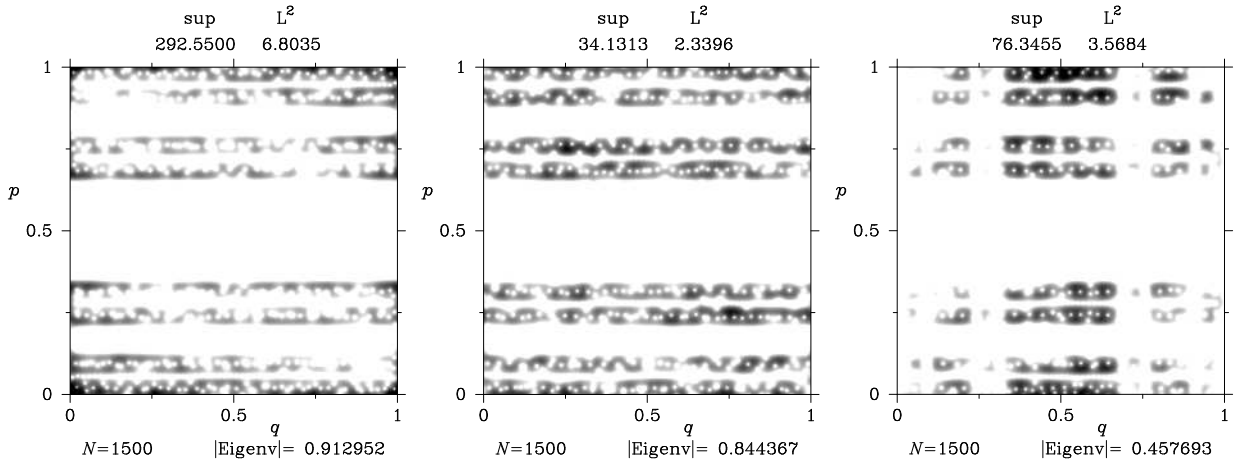 sup L²
292.5500 6.8035
1
p
0.5
0
0 0.5 1
q
N=1500 |Eigenv|= 0.912952
sup L²
34.1313 2.3396
1
p
0.5
0
0 0.5 1
q
N=1500 |Eigenv|= 0.844367
sup L²
76.3455 3.5684
1
p
0.5
0
0 0.5 1
q
N=1500 |Eigenv|= 0.457693